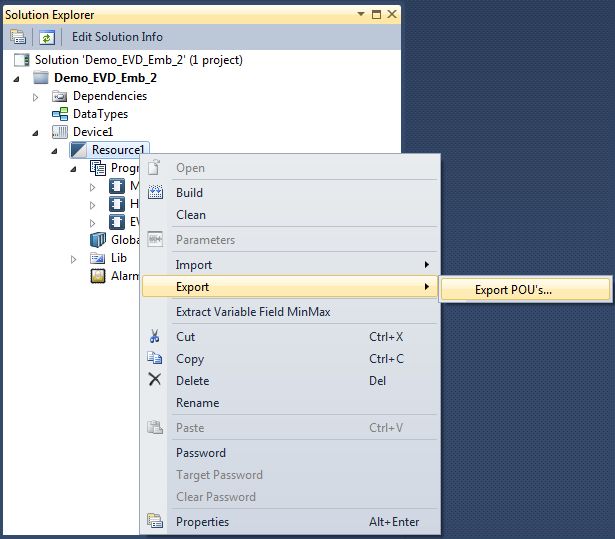 Solution Explorer
Edit Solution Info
Solution 'Demo_EVD_Emb_2' (1 project)
Demo_EVD_Emb_2
Dependencies
DataTypes
Device1
Resource1
Progr
M
H
EV
Globa
Lib
Alarm
Open
Build
Clean
Parameters
Import
Export
Export POU's...
Extract Variable Field MinMax
Cut Ctrl+X
Copy Ctrl+C
Delete Del
Rename
Paste Ctrl+V
Password
Target Password
Clear Password
Properties Alt+Enter